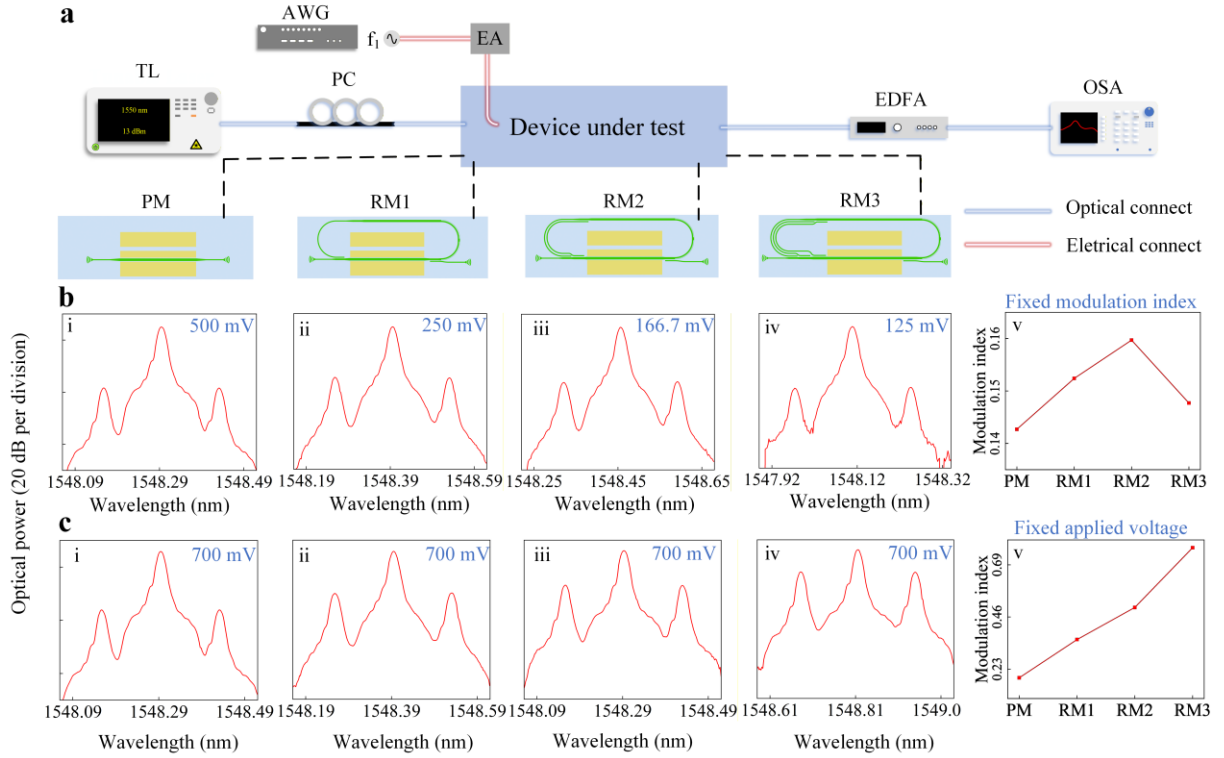 a
AWG
f1
EA
TL
PC
1550 nm
13 dBm
Device under test
EDFA
OSA
PM
RM1
RM2
RM3
Optical connect
Eletrical connect
Optical power (20 dB per division)
b
i
500 mV
1548.09 1548.29 1548.49
Wavelength (nm)
ii
250 mV
1548.19 1548.39 1548.59
Wavelength (nm)
iii
166.7 mV
1548.25 1548.45 1548.65
Wavelength (nm)
iv
125 mV
1547.92 1548.12 1548.32
Wavelength (nm)
Fixed modulation index
v
Modulation index
0.16
0.15
0.14
PM RM1 RM2 RM3
c
i
700 mV
1548.09 1548.29 1548.49
Wavelength (nm)
ii
700 mV
1548.19 1548.39 1548.59
Wavelength (nm)
iii
700 mV
1548.09 1548.29 1548.49
Wavelength (nm)
iv
700 mV
1548.61 1548.81 1549.0
Wavelength (nm)
Fixed applied voltage
v
Modulation index
0.69
0.46
0.23
PM RM1 RM2 RM3